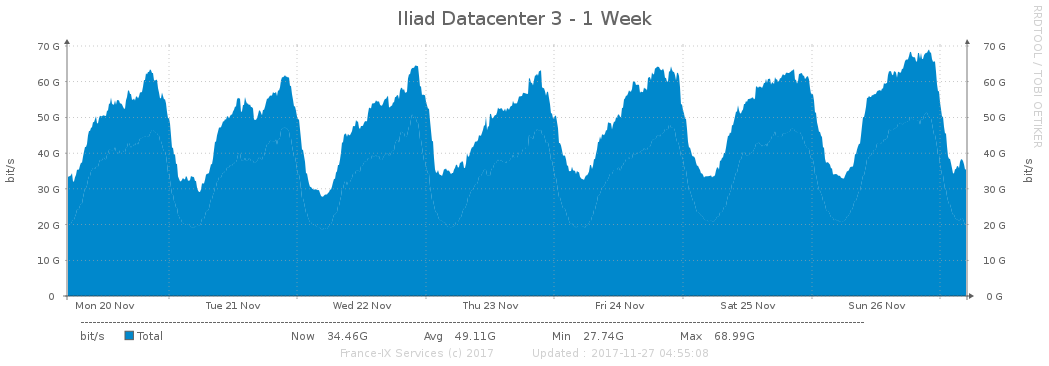 Iliad Datacenter 3 - 1 Week
RRDTOOL / TOBI OETIKER
bit/s
70 G 70 G
60 G 60 G
50 G 50 G
40 G 40 G
30 G 30 G
20 G 20 G
10 G 10 G
0 0 G
bit/s
Mon 20 Nov Tue 21 Nov Wed 22 Nov Thu 23 Nov Fri 24 Nov Sat 25 Nov Sun 26 Nov
bit/s Total Now 34.46G Avg 49.11G Min 27.74G Max 68.99G
France-IX Services (c) 2017 Updated : 2017-11-27 04:55:08